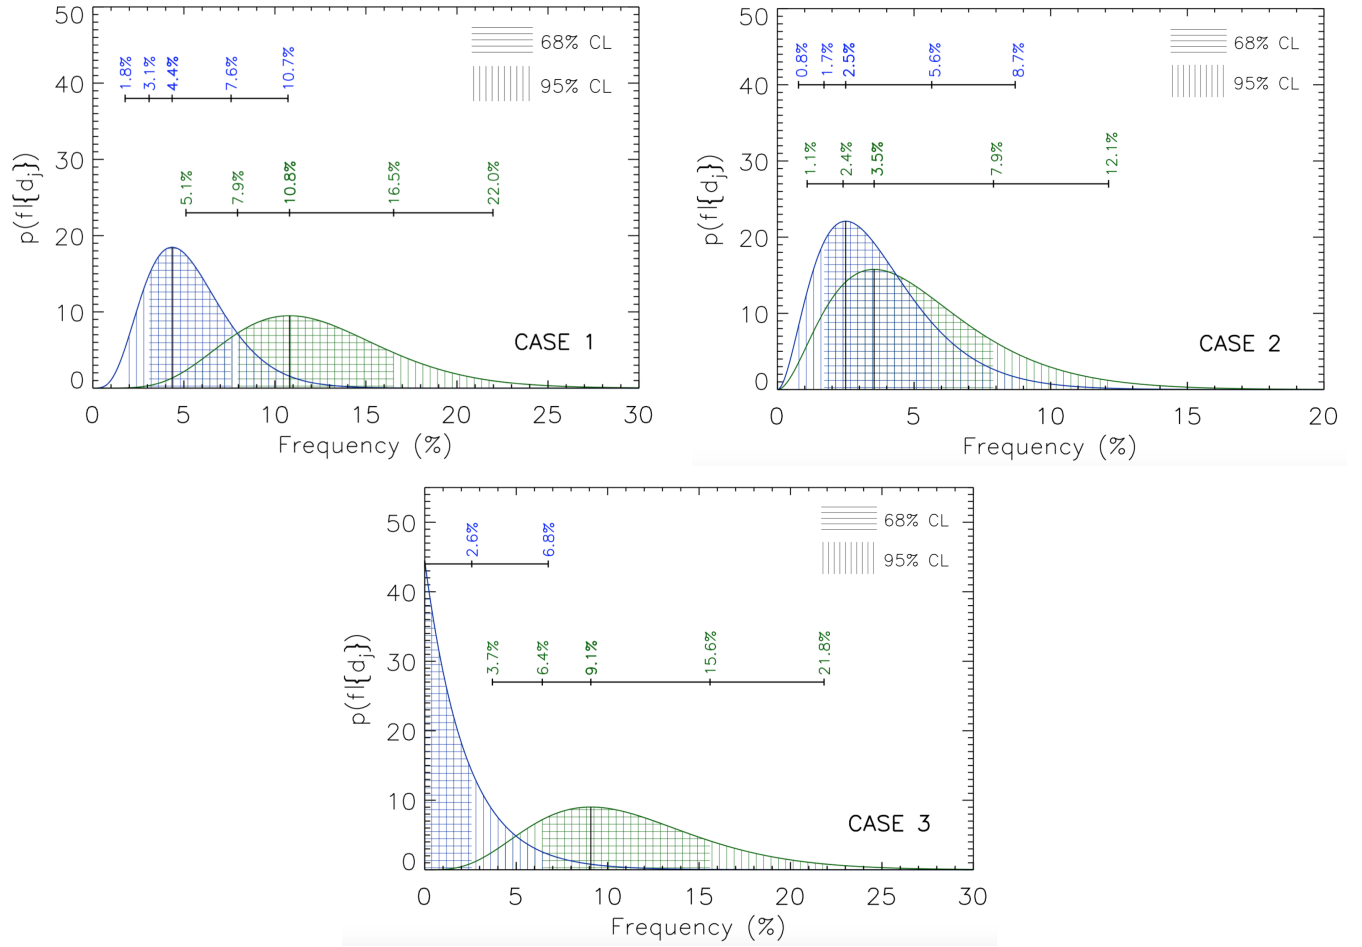 50
40
30
20
10
0
p(f|{dj})
1.8%
3.1%
4.4%
7.6%
10.7%
5.1%
7.9%
10.8%
16.5%
22.0%
68% CL
95% CL
CASE 1
0 5 10 15 20 25 30
Frequency (%)
50
40
30
20
10
0
p(f|{dj})
0.8%
1.7%
2.5%
5.6%
8.7%
1.1%
2.4%
3.5%
7.9%
12.1%
68% CL
95% CL
CASE 2
0 5 10 15 20
Frequency (%)
50
40
30
20
10
0
p(f|{dj})
2.6%
6.8%
3.7%
6.4%
9.1%
15.6%
21.8%
68% CL
95% CL
CASE 3
0 5 10 15 20 25 30
Frequency (%)